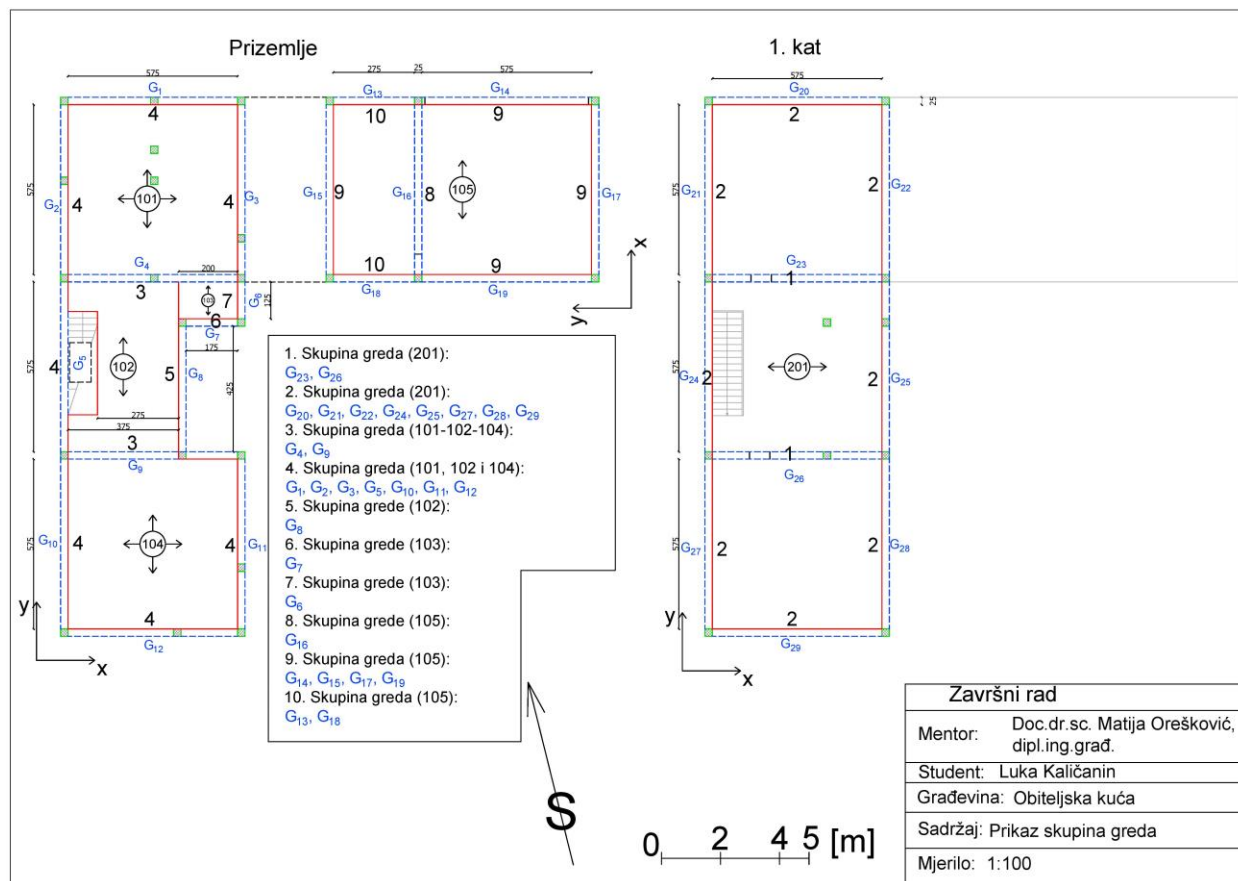 Prizemlje
1. kat
575
275
25
575
575
G1
G13
G14
G20
4
10
9
2
25
575
101
G2
4
4
G3
G15
9
G16
8
105
9
G17
575
G21
2
2
G22
G4
200
10
9
G23
3
7
G6
G18
G19
1
103
125
6
G7
x
y
175
575
4
G5
102
5
G8
425
575
G24
2
201
2
G25
275
375
3
G9
1
G26
575
G10
4
104
4
G11
575
G27
2
2
G28
y
4
G12
x
y
2
G29
x
1. Skupina greda (201):
G23, G26
2. Skupina greda (201):
G20, G21, G22, G24, G25, G27, G28, G29
3. Skupina greda (101-102-104):
G4, G9
4. Skupina greda (101, 102 i 104):
G1, G2, G3, G5, G10, G11, G12
5. Skupina grede (102):
G8
6. Skupina grede (103):
G7
7. Skupina grede (103):
G6
8. Skupina greda (105):
G16
9. Skupina greda (105):
G14, G15, G17, G19
10. Skupina greda (105):
G13, G18
S
0 2 4 5 [m]
Završni rad
Mentor: Doc.dr.sc. Matija Orešković,
dipl.ing.građ.
Student: Luka Kaličanin
Građevina: Obiteljska kuća
Sadržaj: Prikaz skupina greda
Mjerilo: 1:100